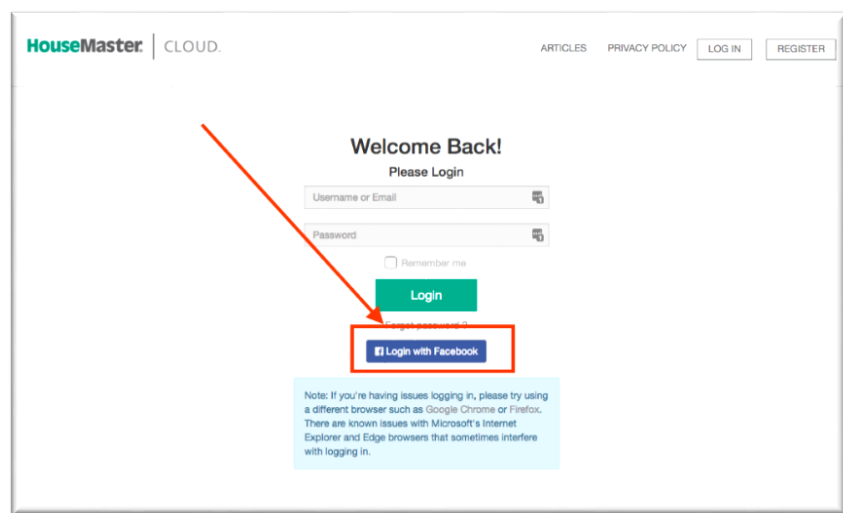 HouseMaster. CLOUD.
ARTICLES PRIVACY POLICY LOG IN REGISTER
Welcome Back!
Please Login
Username or Email
Password
Remember me
Login
Forgot password ?
Login with Facebook
Note: If you're having issues logging in, please try using
a different browser such as Google Chrome or Firefox.
There are known issues with Microsoft's Internet
Explorer and Edge browsers that sometimes interfere
with logging in.